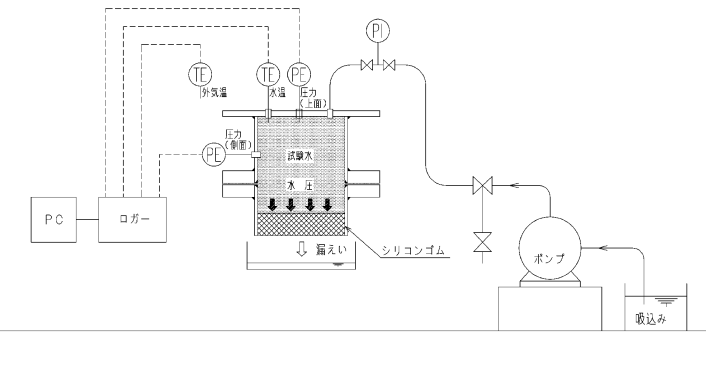 PI
TE
TE
PE
外気温
水温
圧力
(上面)
圧力
(側面)
PE
試験水
水 圧
PC
ロガー
漏えい
シリコンゴム
ポンプ
吸込み